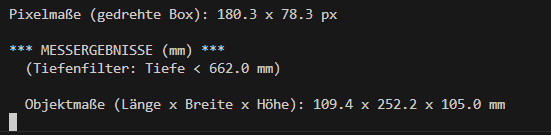 Pixelmaße (gedrehte Box): 180.3 x 78.3 px
*** MESSERGEBNISSE (mm) ***
(Tiefenfilter: Tiefe < 662.0 mm)
Objektmaße (Länge x Breite x Höhe): 109.4 x 252.2 x 105.0 mm